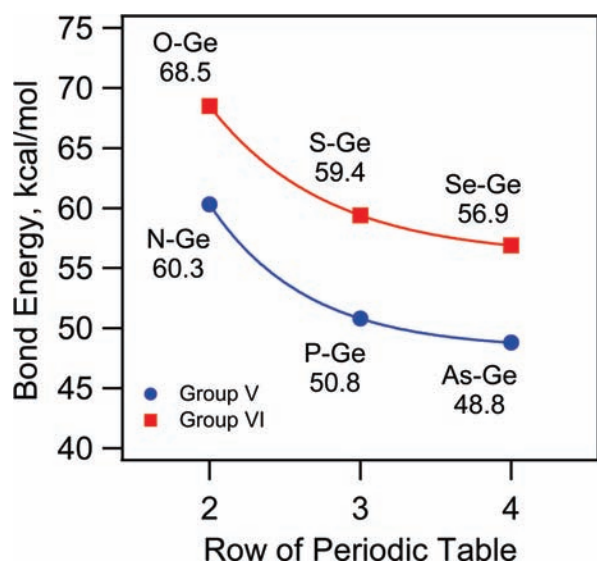 75
70
65
60
55
50
45
40
Bond Energy, kcal/mol
O-Ge
68.5
S-Ge
59.4
Se-Ge
56.9
N-Ge
60.3
P-Ge
50.8
As-Ge
48.8
Group V
Group VI
2
3
4
Row of Periodic Table